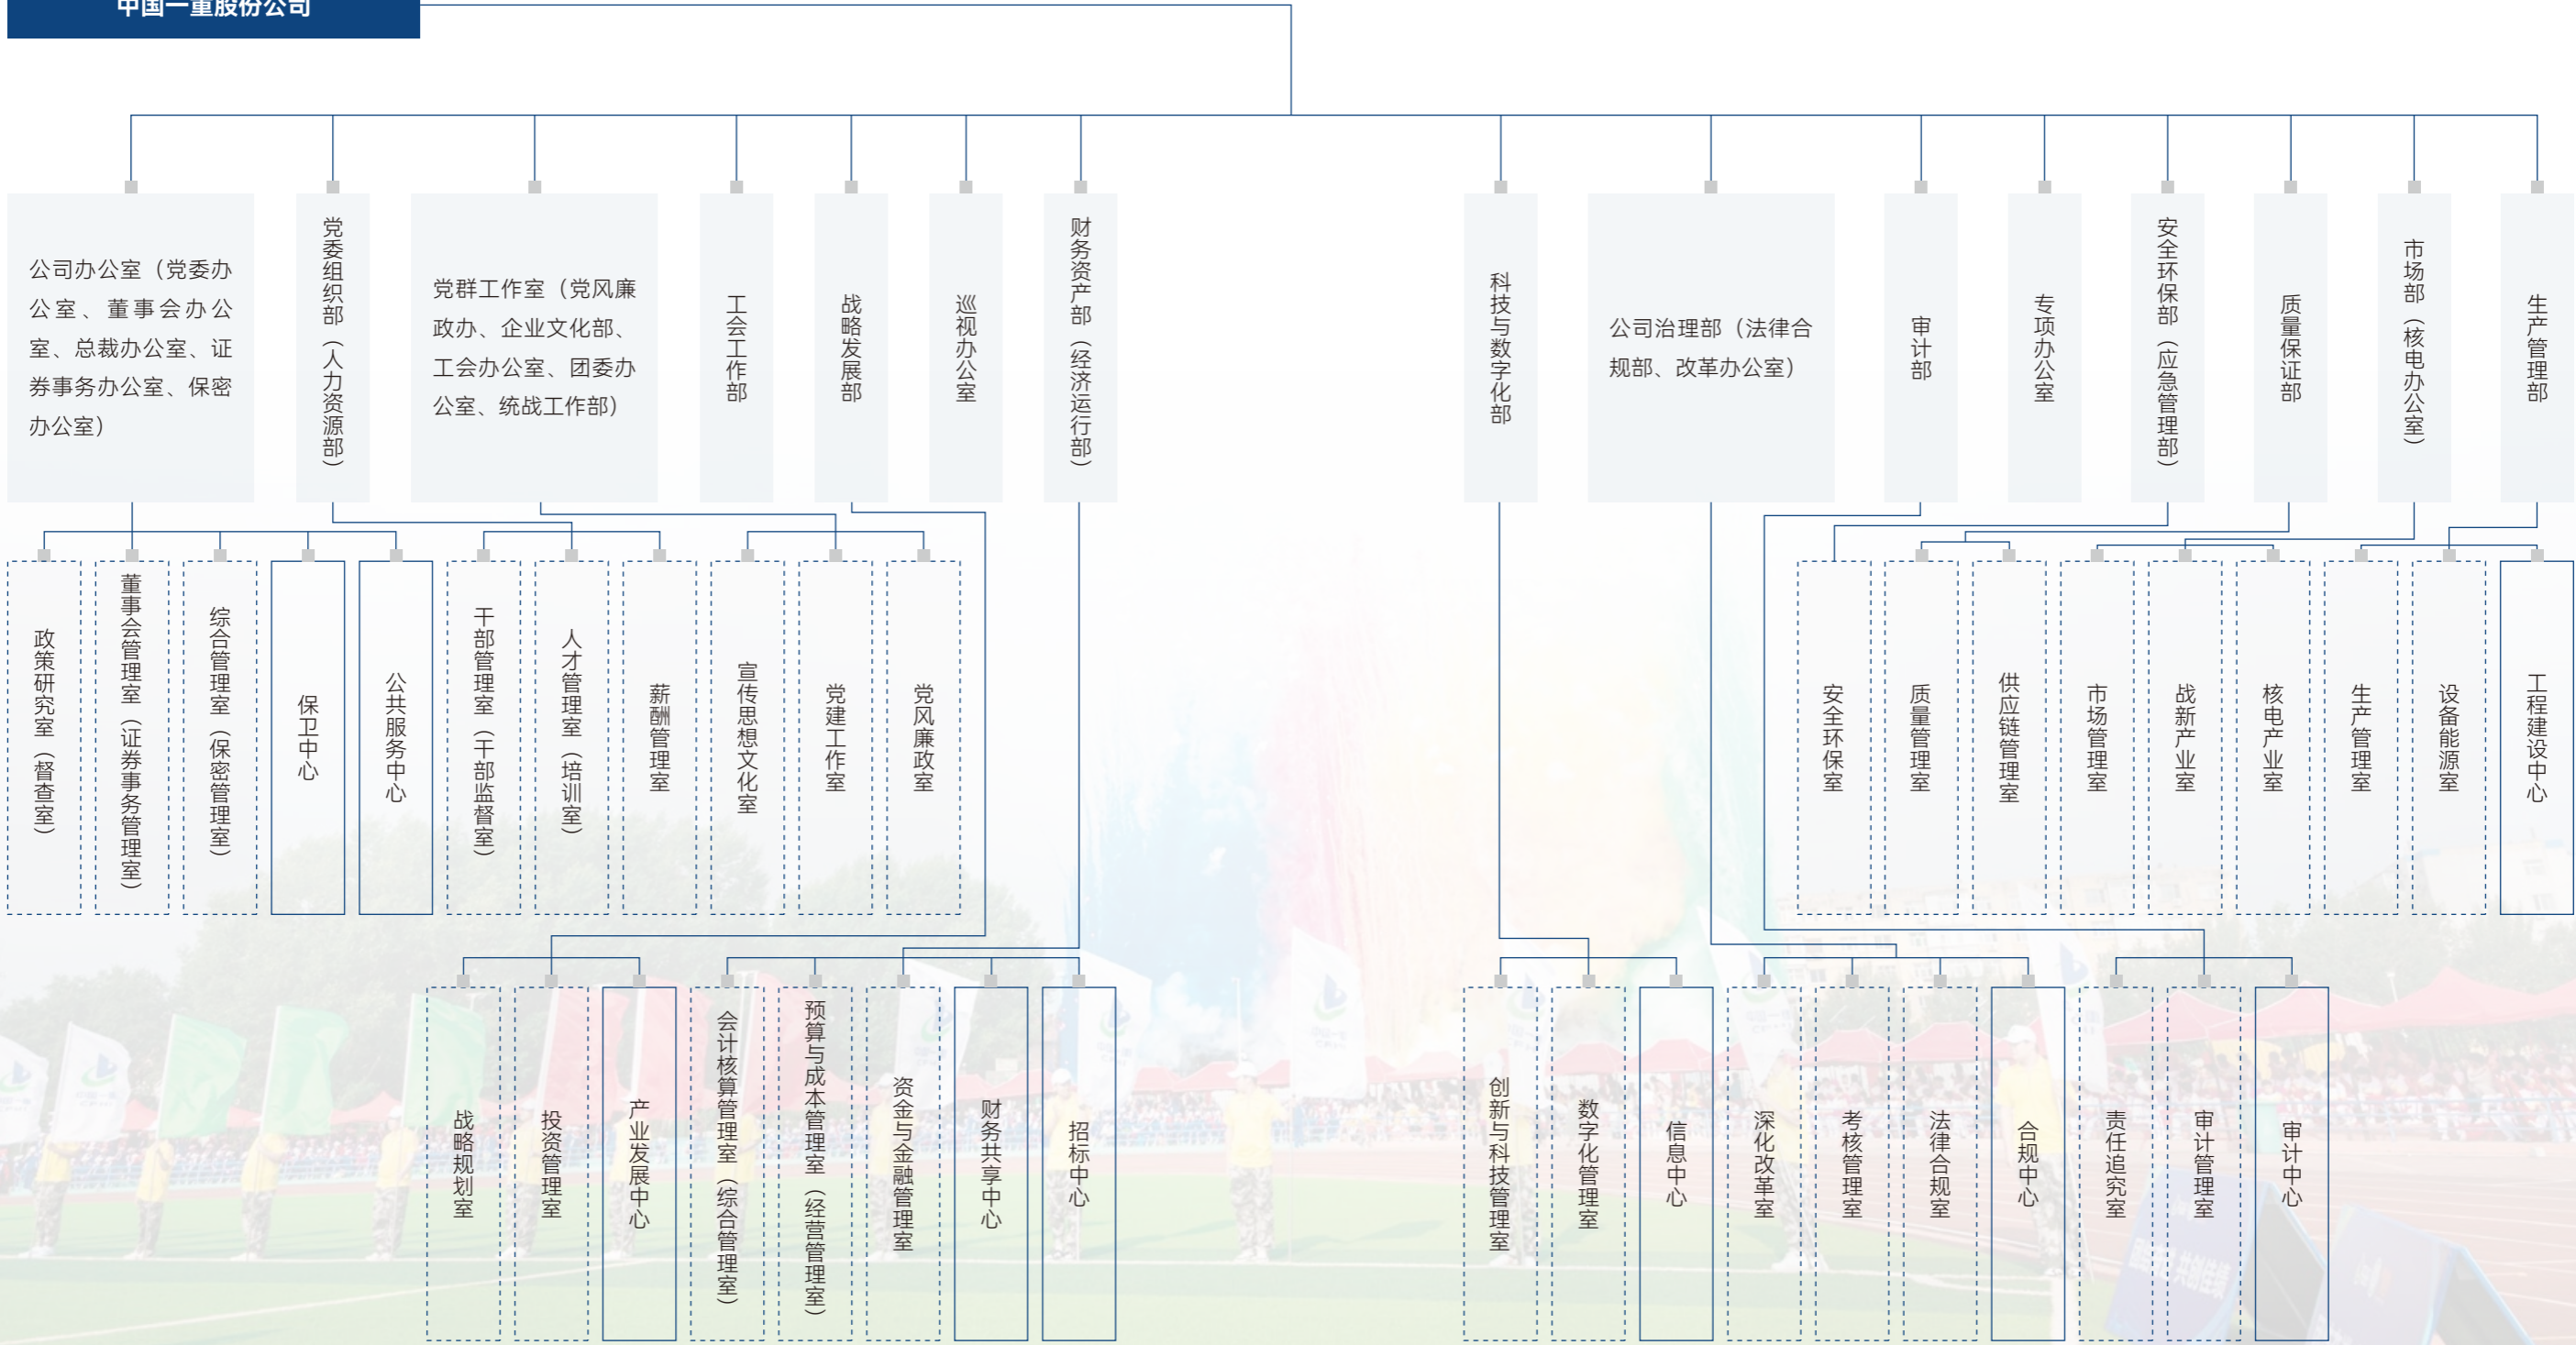 中国一重股份公司
公司办公室（党委办
公室、董事会办公
室、总裁办公室、证
券事务办公室、保密
办公室）
党委组织部（人力资源部）
党群工作室（党风廉
政办、企业文化部、
工会办公室、团委办
公室、统战工作部）
工会工作部
战略发展部
巡视办公室
财务资产部（经济运行部）
科技与数字化部
公司治理部（法律合
规部、改革办公室）
审计部
专项办公室
安全环保部（应急管理部）
质量保证部
市场部（核电办公室）
生产管理部
政策研究室（督查室）
董事会管理室（证券事务管理室）
综合管理室（保密管理室）
保卫中心
公共服务中心
干部管理室（干部监督室）
人才管理室（培训室）
薪酬管理室
宣传思想文化室
党建工作室
党风廉政室
安全环保室
质量管理室
供应链管理室
市场管理室
战新产业室
核电产业室
生产管理室
设备能源室
工程建设中心
战略规划室
投资管理室
产业发展中心
会计核算管理室（综合管理室）
预算与成本管理室（经营管理室）
资金与金融管理室
财务共享中心
招标中心
创新与科技管理室
数字化管理室
信息中心
深化改革室
考核管理室
法律合规室
合规中心
责任追究室
审计管理室
审计中心